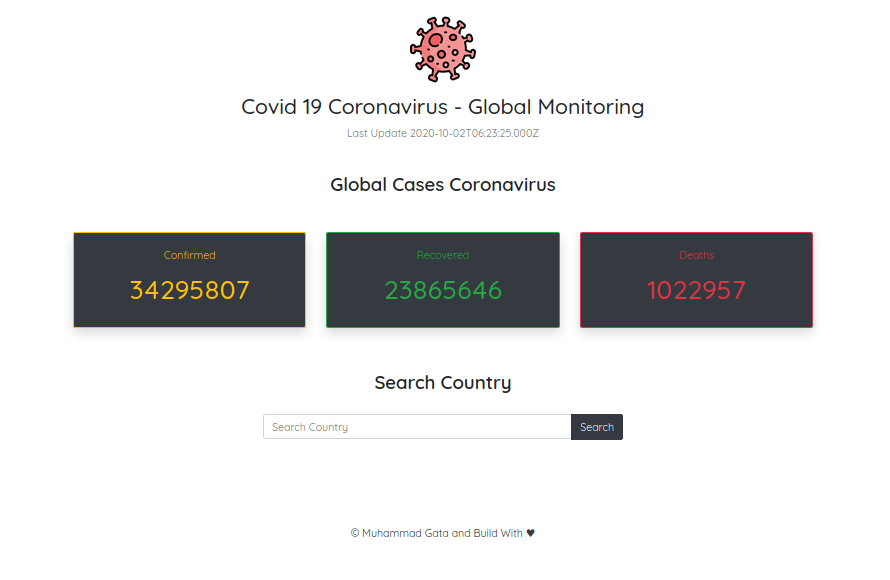 Covid 19 Coronavirus - Global Monitoring
Last Update 2020-10-02T06:23:25.000Z
Global Cases Coronavirus
Confirmed
34295807
Recovered
23865646
Deaths
1022957
Search Country
Search Country
Search
© Muhammad Gata and Build With ♥